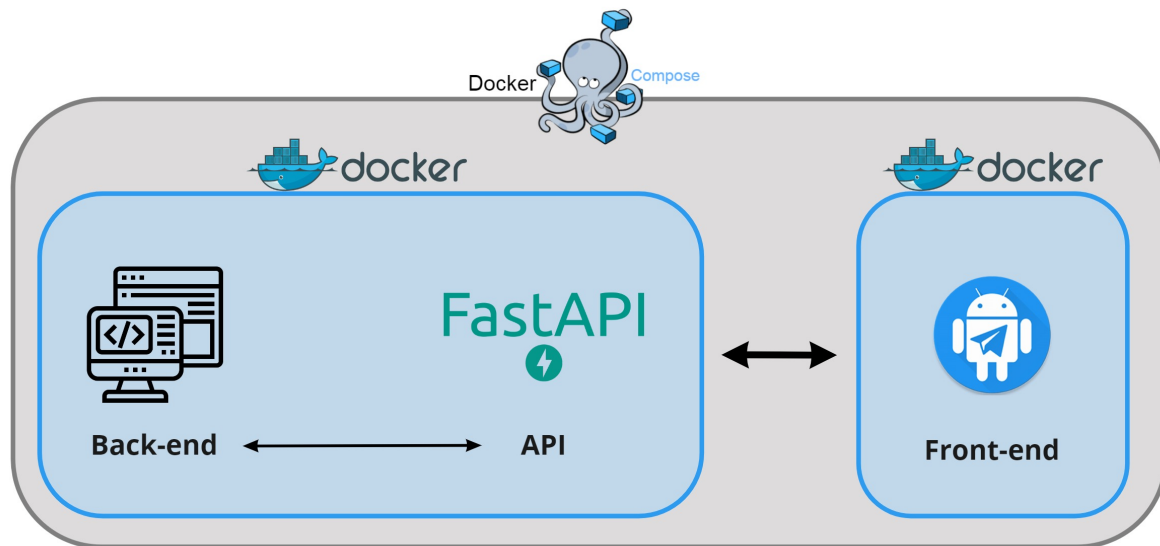 Docker Compose
docker
docker
</>
FastAPI
Back-end
API
Front-end